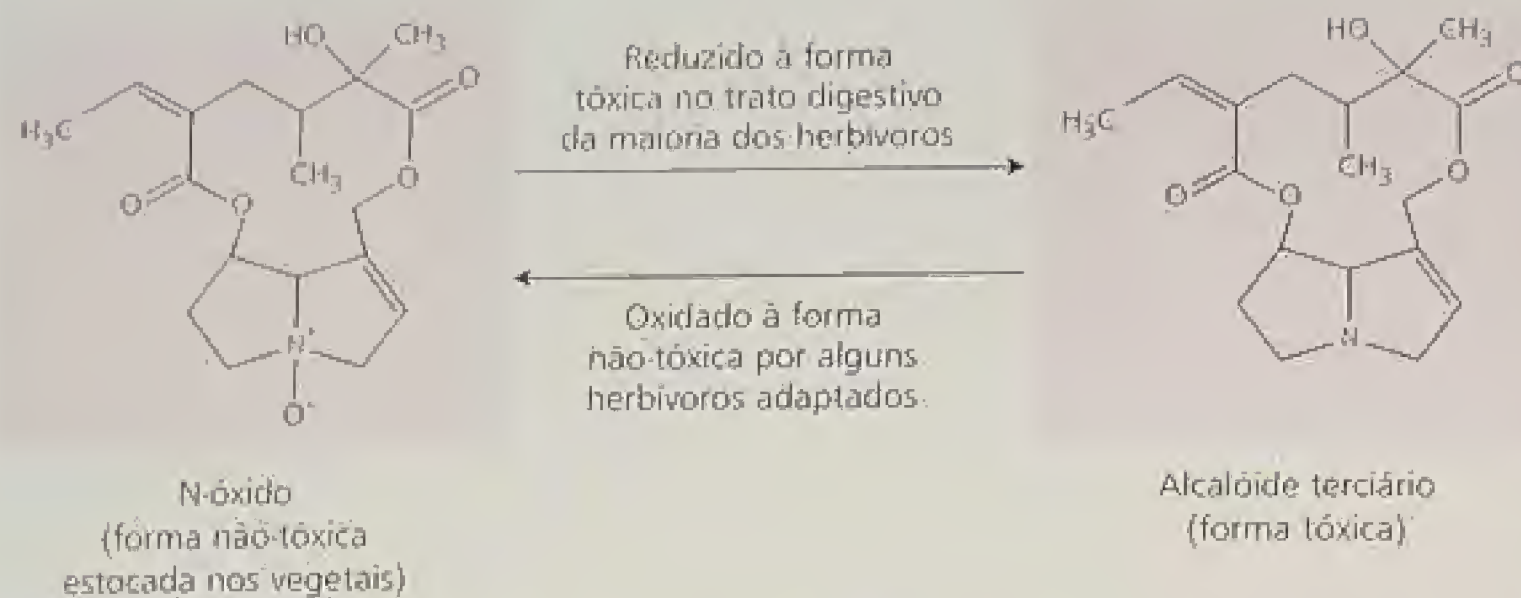 HO
CH₃
H₃C
CH₃
O
O
O
O
N⁺
O⁻
Reduzido à forma
tóxica no trato digestivo
da maioria dos herbívoros
Oxidado à forma
não-tóxica por alguns
herbívoros adaptados
HO
CH₃
H₃C
CH₃
O
O
O
O
N
N-óxido
(forma não-tóxica
estocada nos vegetais)
Alcalóide terciário
(forma tóxica)